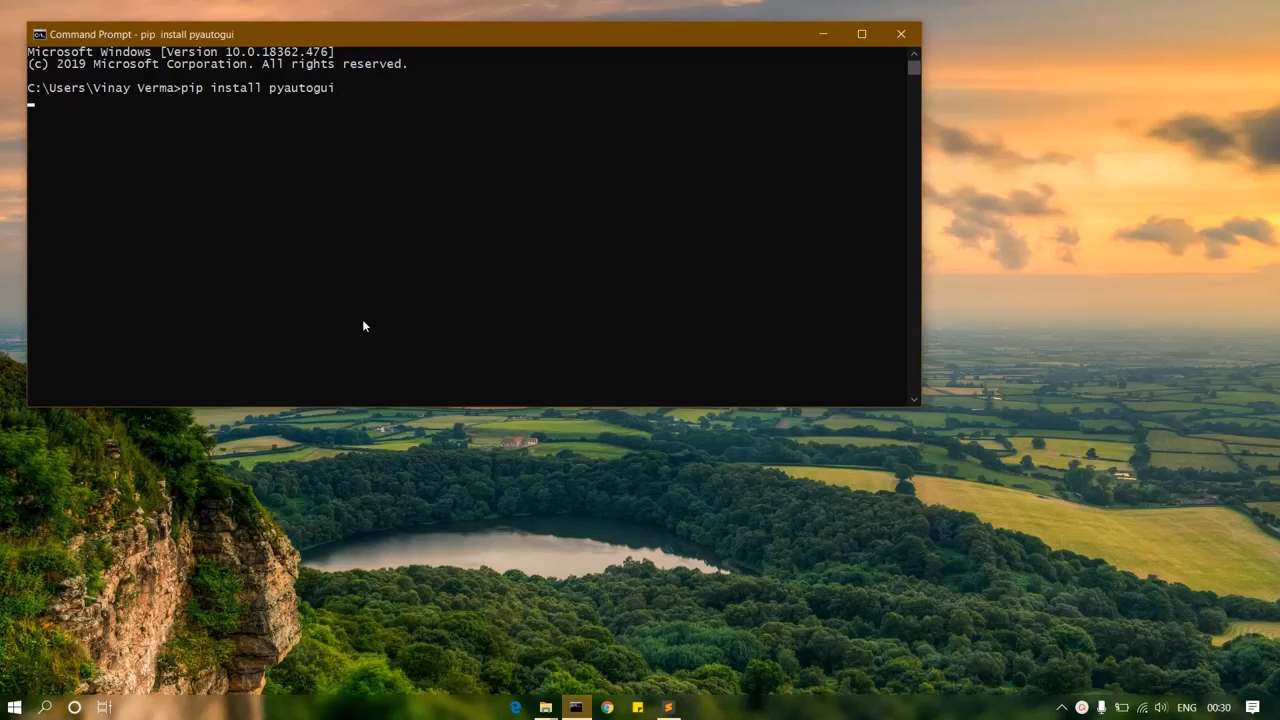 Command Prompt - pip  install pyautogui
Microsoft Windows [Version 10.0.18362.476]
(c) 2019 Microsoft Corporation. All rights reserved.
C:\Users\Vinay Verma>pip install pyautogui
ENG
00:30